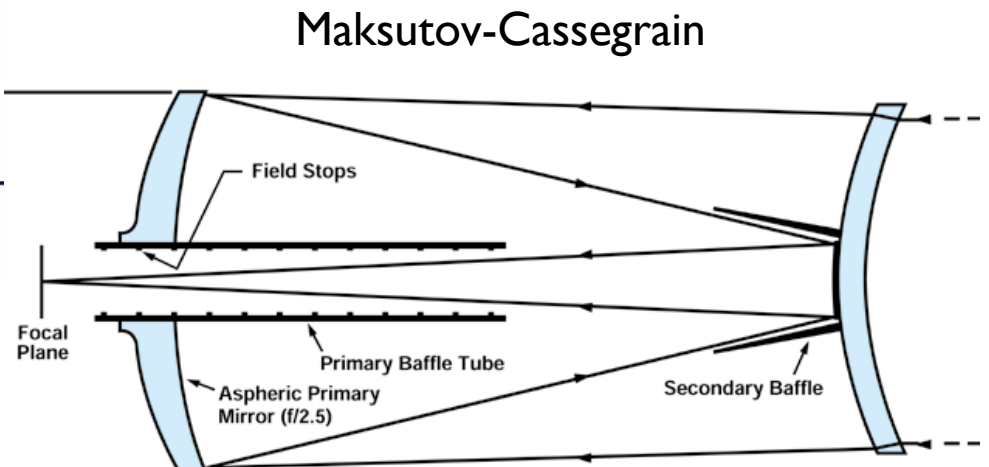 Maksutov-Cassegrain
Field Stops
Focal
Plane
Primary Baffle Tube
Aspheric Primary
Mirror (f/2.5)
Secondary Baffle